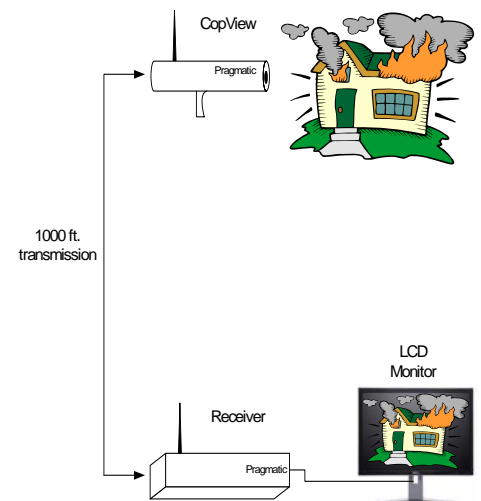 CopView
Pragmatic
1000 ft.
transmission
LCD
Monitor
Receiver
Pragmatic